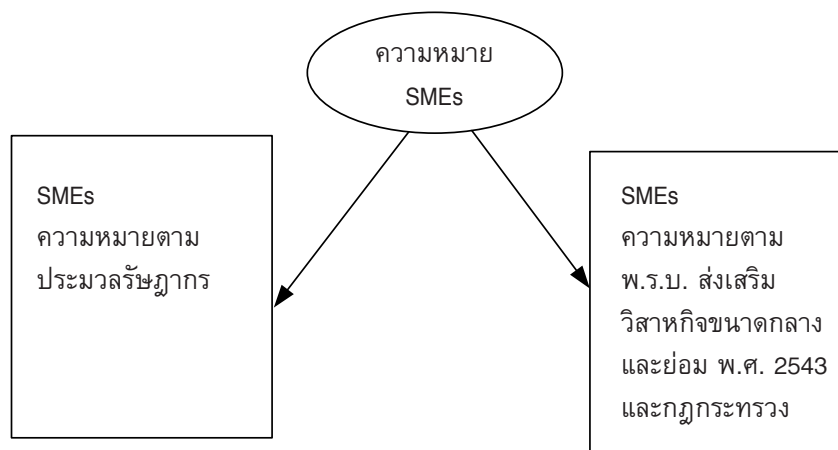 ความหมาย
SMEs
SMEs
ความหมายตาม
ประมวลรัษฎากร
SMEs
ความหมายตาม
พ.ร.บ. ส่งเสริม
วิสาหกิจขนาดกลาง
และย่อม พ.ศ. 2543
และกฎกระทรวง